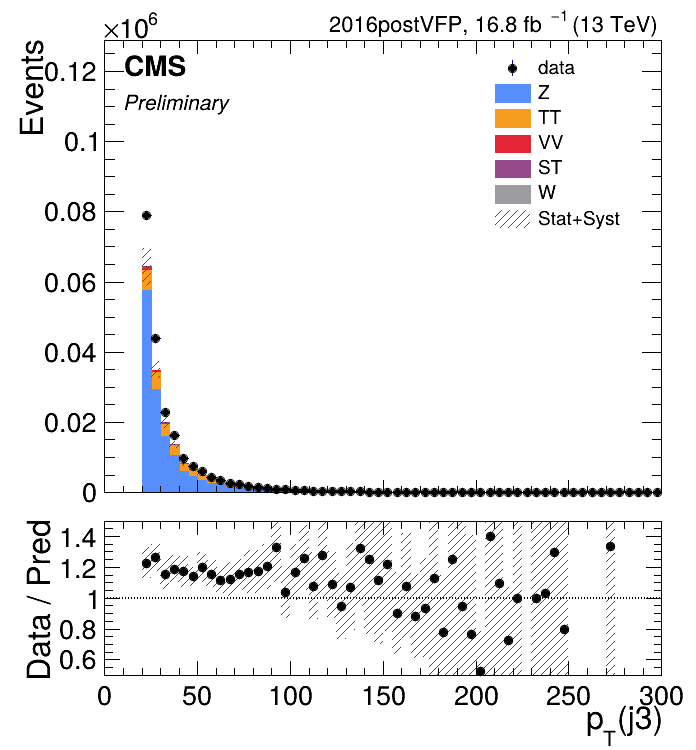 ×10⁶
2016postVFP, 16.8 fb ⁻¹ (13 TeV)
CMS
Preliminary
Events
0.12
0.1
0.08
0.06
0.04
0.02
0
data
Z
TT
VV
ST
W
Stat+Syst
Data / Pred
1.4
1.2
1
0.8
0.6
0 50 100 150 200 250 300
p_T(j3)